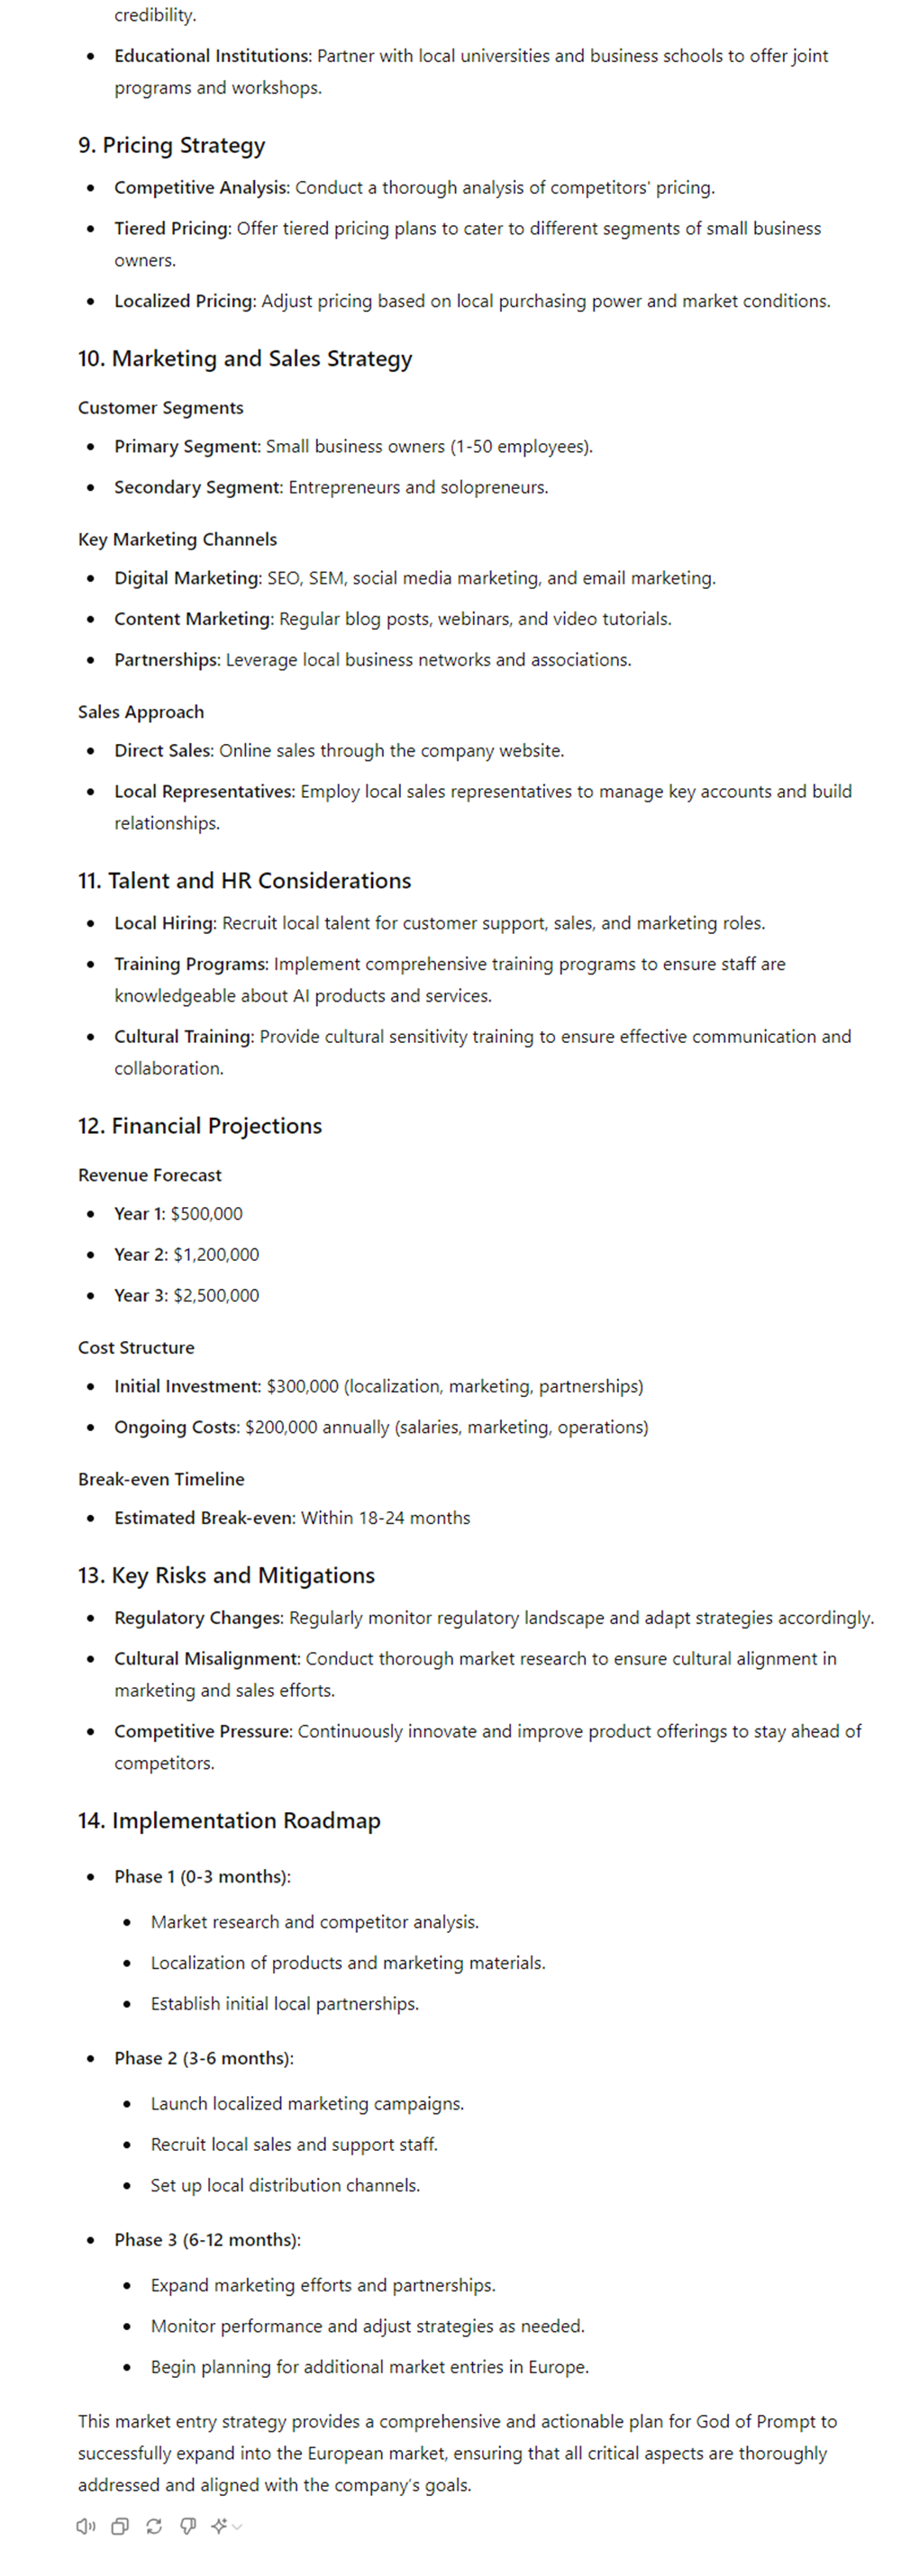 credibility.
• Educational Institutions: Partner with local universities and business schools to offer joint
programs and workshops.
9. Pricing Strategy
• Competitive Analysis: Conduct a thorough analysis of competitors' pricing.
• Tiered Pricing: Offer tiered pricing plans to cater to different segments of small business
owners.
• Localized Pricing: Adjust pricing based on local purchasing power and market conditions.
10. Marketing and Sales Strategy
Customer Segments
• Primary Segment: Small business owners (1-50 employees).
• Secondary Segment: Entrepreneurs and solopreneurs.
Key Marketing Channels
• Digital Marketing: SEO, SEM, social media marketing, and email marketing.
• Content Marketing: Regular blog posts, webinars, and video tutorials.
• Partnerships: Leverage local business networks and associations.
Sales Approach
• Direct Sales: Online sales through the company website.
• Local Representatives: Employ local sales representatives to manage key accounts and build
relationships.
11. Talent and HR Considerations
• Local Hiring: Recruit local talent for customer support, sales, and marketing roles.
• Training Programs: Implement comprehensive training programs to ensure staff are
knowledgeable about AI products and services.
• Cultural Training: Provide cultural sensitivity training to ensure effective communication and
collaboration.
12. Financial Projections
Revenue Forecast
• Year 1: $500,000
• Year 2: $1,200,000
• Year 3: $2,500,000
Cost Structure
• Initial Investment: $300,000 (localization, marketing, partnerships)
• Ongoing Costs: $200,000 annually (salaries, marketing, operations)
Break-even Timeline
• Estimated Break-even: Within 18-24 months
13. Key Risks and Mitigations
• Regulatory Changes: Regularly monitor regulatory landscape and adapt strategies accordingly.
• Cultural Misalignment: Conduct thorough market research to ensure cultural alignment in
marketing and sales efforts.
• Competitive Pressure: Continuously innovate and improve product offerings to stay ahead of
competitors.
14. Implementation Roadmap
• Phase 1 (0-3 months):
• Market research and competitor analysis.
• Localization of products and marketing materials.
• Establish initial local partnerships.
• Phase 2 (3-6 months):
• Launch localized marketing campaigns.
• Recruit local sales and support staff.
• Set up local distribution channels.
• Phase 3 (6-12 months):
• Expand marketing efforts and partnerships.
• Monitor performance and adjust strategies as needed.
• Begin planning for additional market entries in Europe.
This market entry strategy provides a comprehensive and actionable plan for God of Prompt to
successfully expand into the European market, ensuring that all critical aspects are thoroughly
addressed and aligned with the company's goals.